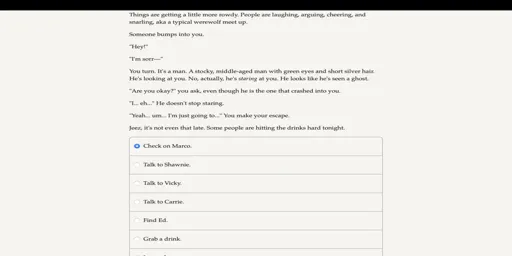 Things are getting a little more rowdy. People are laughing, arguing, cheering, and
snarling, aka a typical werewolf meet up.
Someone bumps into you.
"Hey!"
"I'm sorr—"
You turn. It's a man. A stocky, middle-aged man with green eyes and short silver hair.
He's looking at you. No, actually, he's staring at you. He looks like he's seen a ghost.
"Are you okay?" you ask, even though he is the one that crashed into you.
"I... eh..." He doesn't stop staring.
"Yeah... um... I'm just going to..." You make your escape.
Jeez, it's not even that late. Some people are hitting the drinks hard tonight.
Check on Marco.
Talk to Shawnie.
Talk to Vicky.
Talk to Carrie.
Find Ed.
Grab a drink.